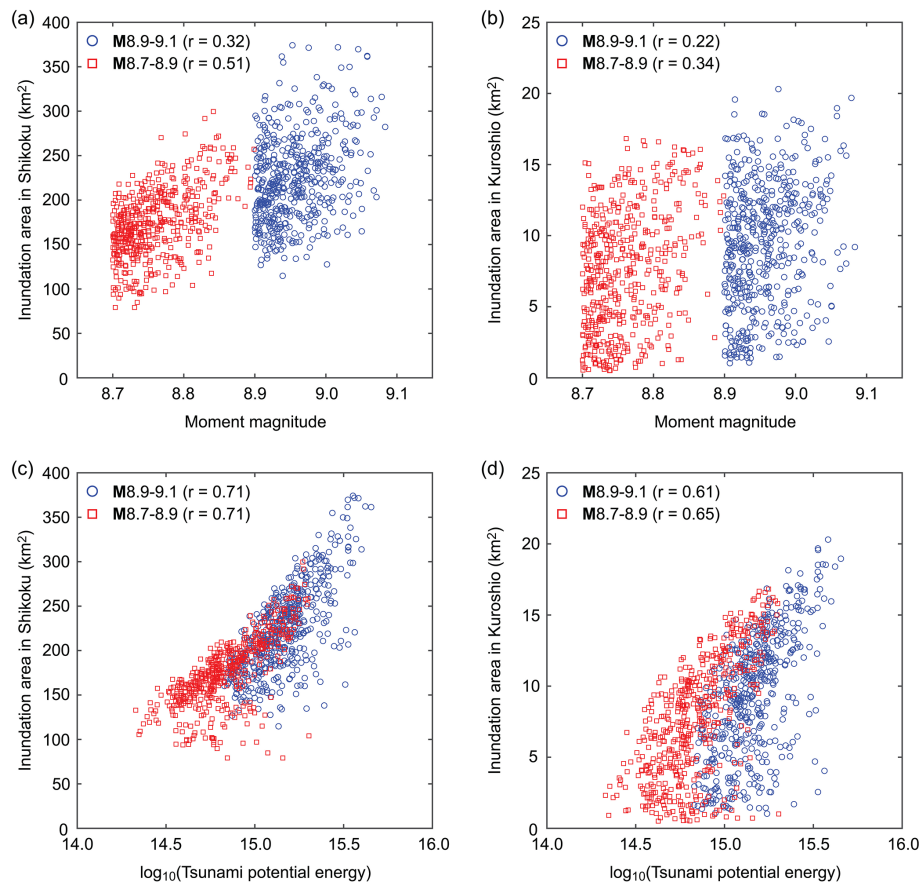 (a)
400
350
300
250
200
150
100
50
0
Inundation area in Shikoku (km²)
M8.9-9.1 (r = 0.32)
M8.7-8.9 (r = 0.51)
8.7 8.8 8.9 9.0 9.1
Moment magnitude
(b)
25
20
15
10
5
0
Inundation area in Kuroshio (km²)
M8.9-9.1 (r = 0.22)
M8.7-8.9 (r = 0.34)
8.7 8.8 8.9 9.0 9.1
Moment magnitude
(c)
400
350
300
250
200
150
100
50
0
Inundation area in Shikoku (km²)
M8.9-9.1 (r = 0.71)
M8.7-8.9 (r = 0.71)
14.0 14.5 15.0 15.5 16.0
log₁₀(Tsunami potential energy)
(d)
25
20
15
10
5
0
Inundation area in Kuroshio (km²)
M8.9-9.1 (r = 0.61)
M8.7-8.9 (r = 0.65)
14.0 14.5 15.0 15.5 16.0
log₁₀(Tsunami potential energy)